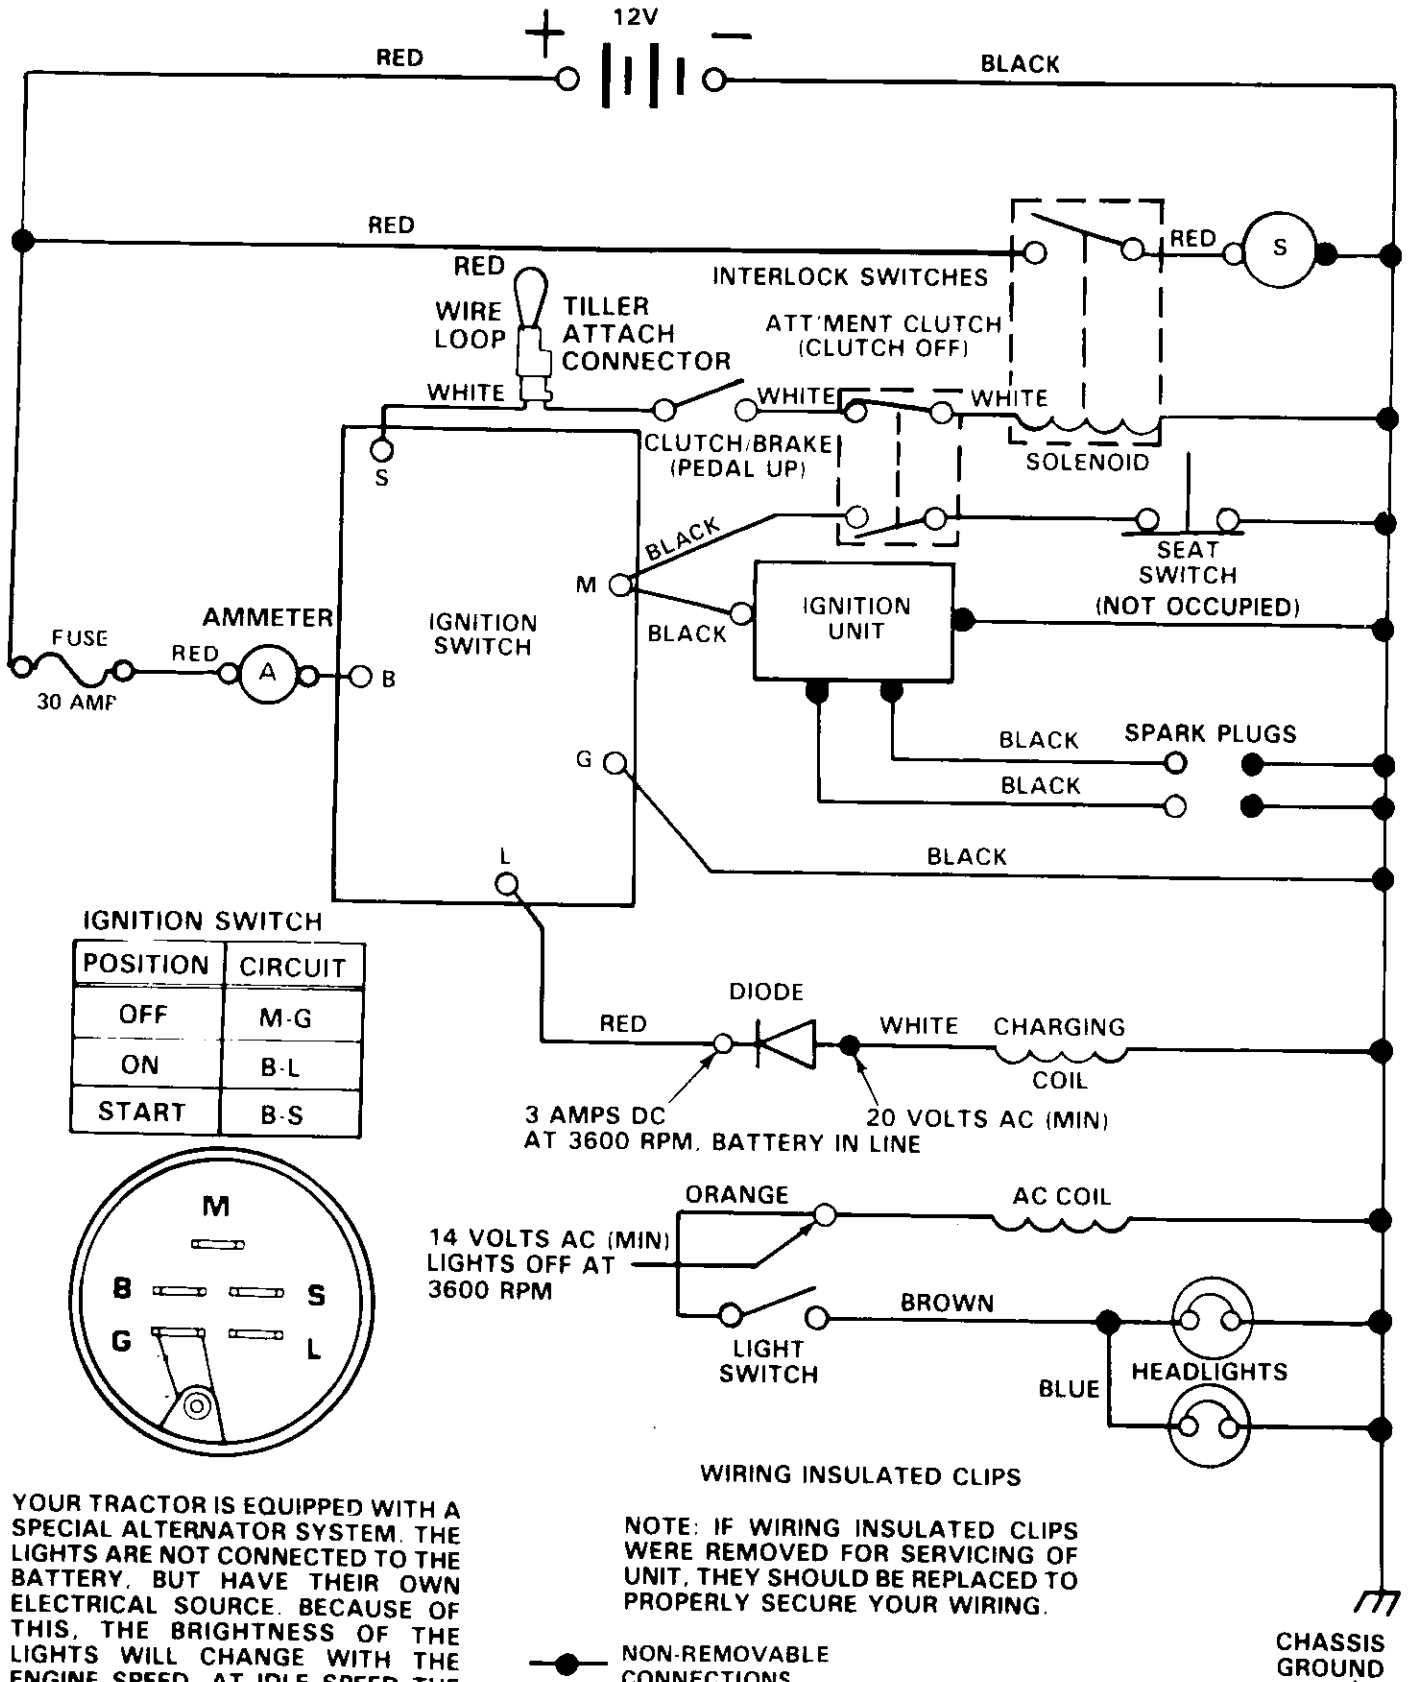 12V
+ −
RED
BLACK
RED
RED
S
INTERLOCK SWITCHES
RED
WIRE
LOOP
TILLER
ATTACH
CONNECTOR
ATT'MENT CLUTCH
(CLUTCH OFF)
WHITE
WHITE
WHITE
CLUTCH/BRAKE
(PEDAL UP)
SOLENOID
S
BLACK
SEAT
SWITCH
(NOT OCCUPIED)
M
IGNITION
SWITCH
BLACK
IGNITION
UNIT
AMMETER
FUSE
RED
A
B
30 AMP
BLACK
SPARK PLUGS
BLACK
G
BLACK
L
IGNITION SWITCH
POSITION CIRCUIT
OFF M-G
ON B-L
START B-S
DIODE
RED
WHITE
CHARGING
COIL
3 AMPS DC
AT 3600 RPM, BATTERY IN LINE
20 VOLTS AC (MIN)
M
B S
G L
ORANGE
AC COIL
14 VOLTS AC (MIN)
LIGHTS OFF AT
3600 RPM
BROWN
LIGHT
SWITCH
HEADLIGHTS
BLUE
WIRING INSULATED CLIPS
NOTE: IF WIRING INSULATED CLIPS
WERE REMOVED FOR SERVICING OF
UNIT, THEY SHOULD BE REPLACED TO
PROPERLY SECURE YOUR WIRING.
YOUR TRACTOR IS EQUIPPED WITH A
SPECIAL ALTERNATOR SYSTEM. THE
LIGHTS ARE NOT CONNECTED TO THE
BATTERY, BUT HAVE THEIR OWN
ELECTRICAL SOURCE. BECAUSE OF
THIS, THE BRIGHTNESS OF THE
LIGHTS WILL CHANGE WITH THE
ENGINE SPEED. AT IDLE SPEED THE
NON-REMOVABLE
CONNECTIONS
CHASSIS
GROUND